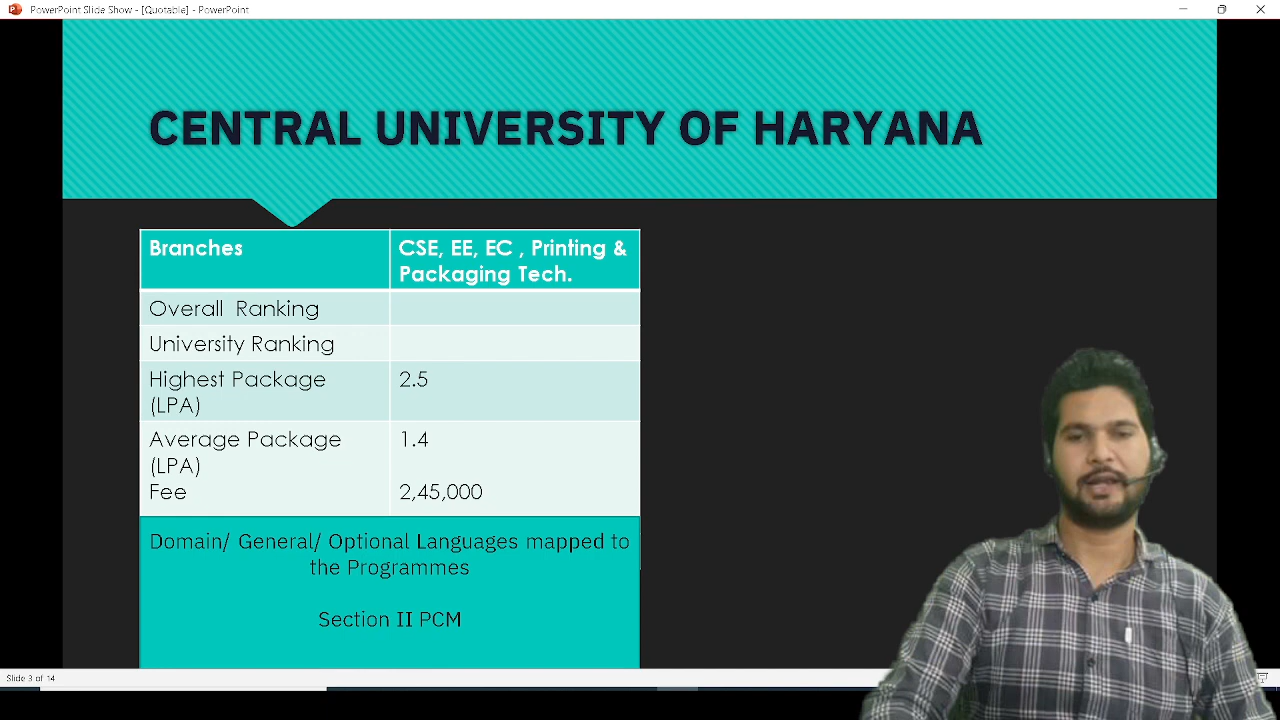 PowerPoint Slide Show - [Quotable] - PowerPoint
CENTRAL UNIVERSITY OF HARYANA
Branches
CSE, EE, EC , Printing &
Packaging Tech.
Overall Ranking
University Ranking
Highest Package
(LPA)
2.5
Average Package
(LPA)
1.4
Fee
2,45,000
Domain/ General/ Optional Languages mapped to
the Programmes
Section II PCM
Slide 3 of 14